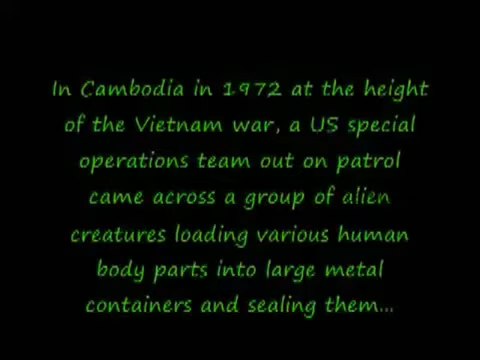 In Cambodia in 1972 at the height
of the Vietnam war, a US special
operations team out on patrol
came across a group of alien
creatures loading various human
body parts into large metal
containers and sealing them...